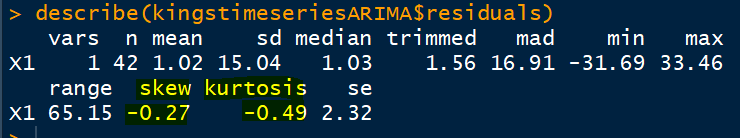 > describe(kingstimeseriesARIMA$residuals)
vars n mean sd median trimmed mad min max
X1 1 42 1.02 15.04 1.03 1.56 16.91 -31.69 33.46
range skew kurtosis se
X1 65.15 -0.27 -0.49 2.32
>